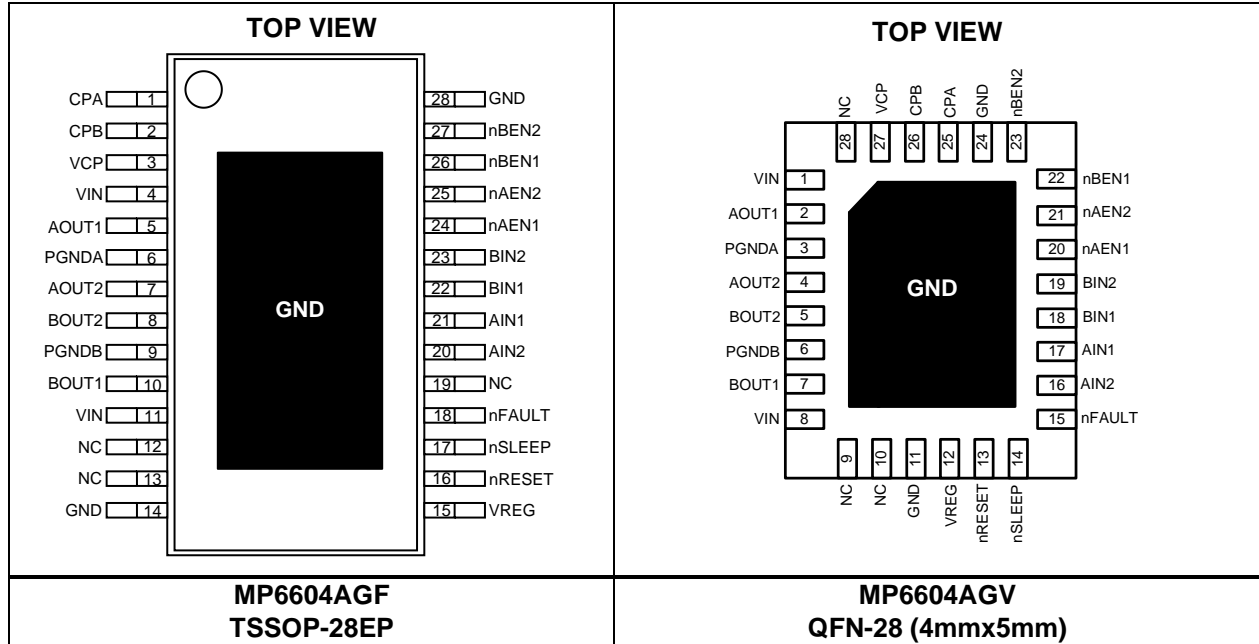 TOP VIEW
CPA 1
CPB 2
VCP 3
VIN 4
AOUT1 5
PGNDA 6
AOUT2 7
BOUT2 8
PGNDB 9
BOUT1 10
VIN 11
NC 12
NC 13
GND 14
GND
28 GND
27 nBEN2
26 nBEN1
25 nAEN2
24 nAEN1
23 BIN2
22 BIN1
21 AIN1
20 AIN2
19 NC
18 nFAULT
17 nSLEEP
16 nRESET
15 VREG
MP6604AGF
TSSOP-28EP
TOP VIEW
NC 28
VCP 27
CPB 26
CPA 25
GND 24
nBEN2 23
VIN 1
AOUT1 2
PGNDA 3
AOUT2 4
BOUT2 5
PGNDB 6
BOUT1 7
VIN 8
GND
22 nBEN1
21 nAEN2
20 nAEN1
19 BIN2
18 BIN1
17 AIN1
16 AIN2
15 nFAULT
NC 9
NC 10
GND 11
VREG 12
nRESET 13
nSLEEP 14
MP6604AGV
QFN-28 (4mmx5mm)